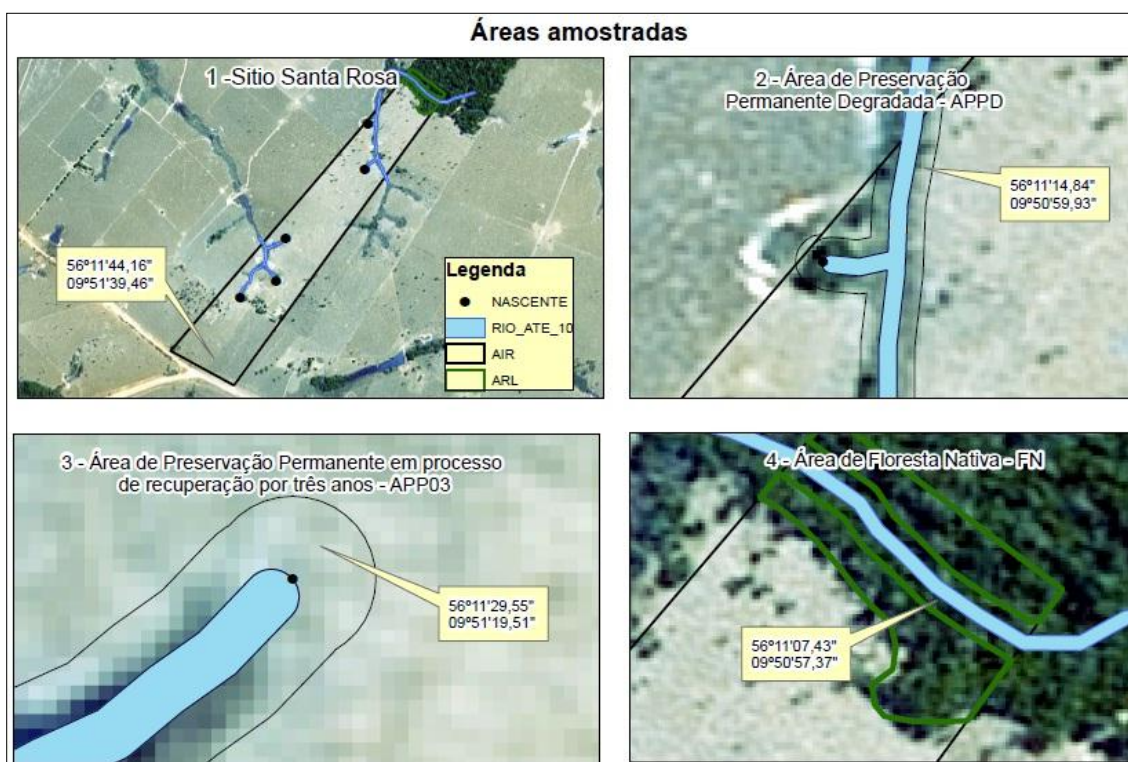 Áreas amostradas
1 -Sitio Santa Rosa
56º11'44,16"
09º51'39,46"
Legenda
NASCENTE
RIO_ATE_10
AIR
ARL
2 - Área de Preservação
Permanente Degradada - APPD
56º11'14,84"
09º50'59,93"
3 - Área de Preservação Permanente em processo
de recuperação por três anos - APP03
56º11'29,55"
09º51'19,51"
4 - Área de Floresta Nativa - FN
56º11'07,43"
09º50'57,37"